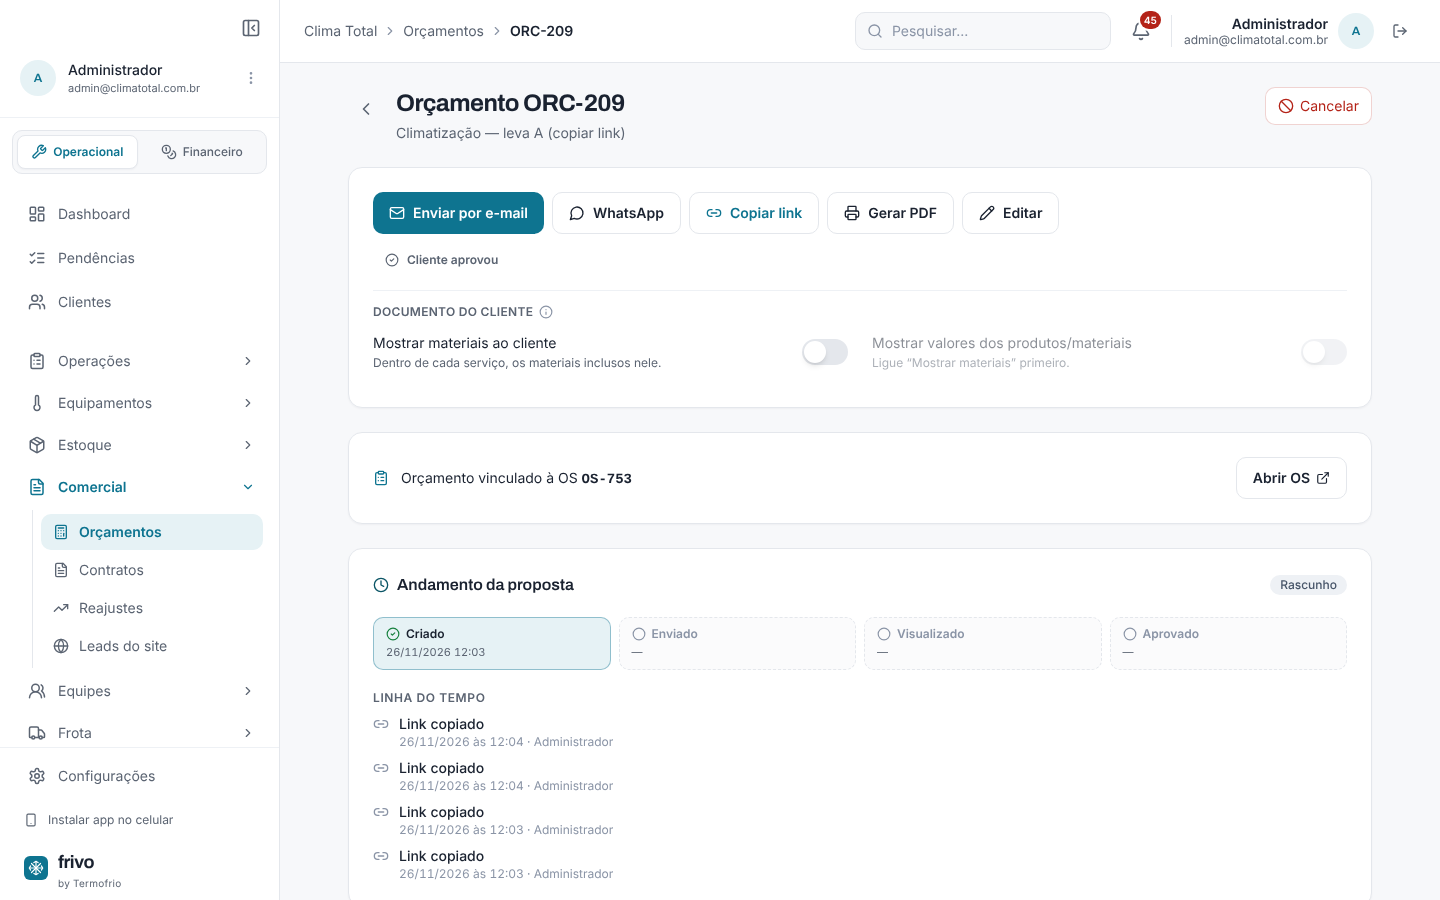 Administrador
admin@climatotal.com.br
A
Operacional
Financeiro
Dashboard
Pendências
Clientes
Operações
Equipamentos
Estoque
Comercial
Orçamentos
Contratos
Reajustes
Leads do site
Equipes
Frota
Configurações
Instalar app no celular
frivo
by Termofrio
Clima Total > Orçamentos > ORC-209
Pesquisar...
45
Administrador
admin@climatotal.com.br
A
Orçamento ORC-209
Climatização — leva A (copiar link)
Cancelar
Enviar por e-mail
WhatsApp
Copiar link
Gerar PDF
Editar
Cliente aprovou
DOCUMENTO DO CLIENTE
Mostrar materiais ao cliente
Dentro de cada serviço, os materiais inclusos nele.
Mostrar valores dos produtos/materiais
Ligue “Mostrar materiais” primeiro.
Orçamento vinculado à OS OS-753
Abrir OS
Andamento da proposta
Rascunho
Criado
26/11/2026 12:03
Enviado
—
Visualizado
—
Aprovado
—
LINHA DO TEMPO
Link copiado
26/11/2026 às 12:04 · Administrador
Link copiado
26/11/2026 às 12:04 · Administrador
Link copiado
26/11/2026 às 12:03 · Administrador
Link copiado
26/11/2026 às 12:03 · Administrador